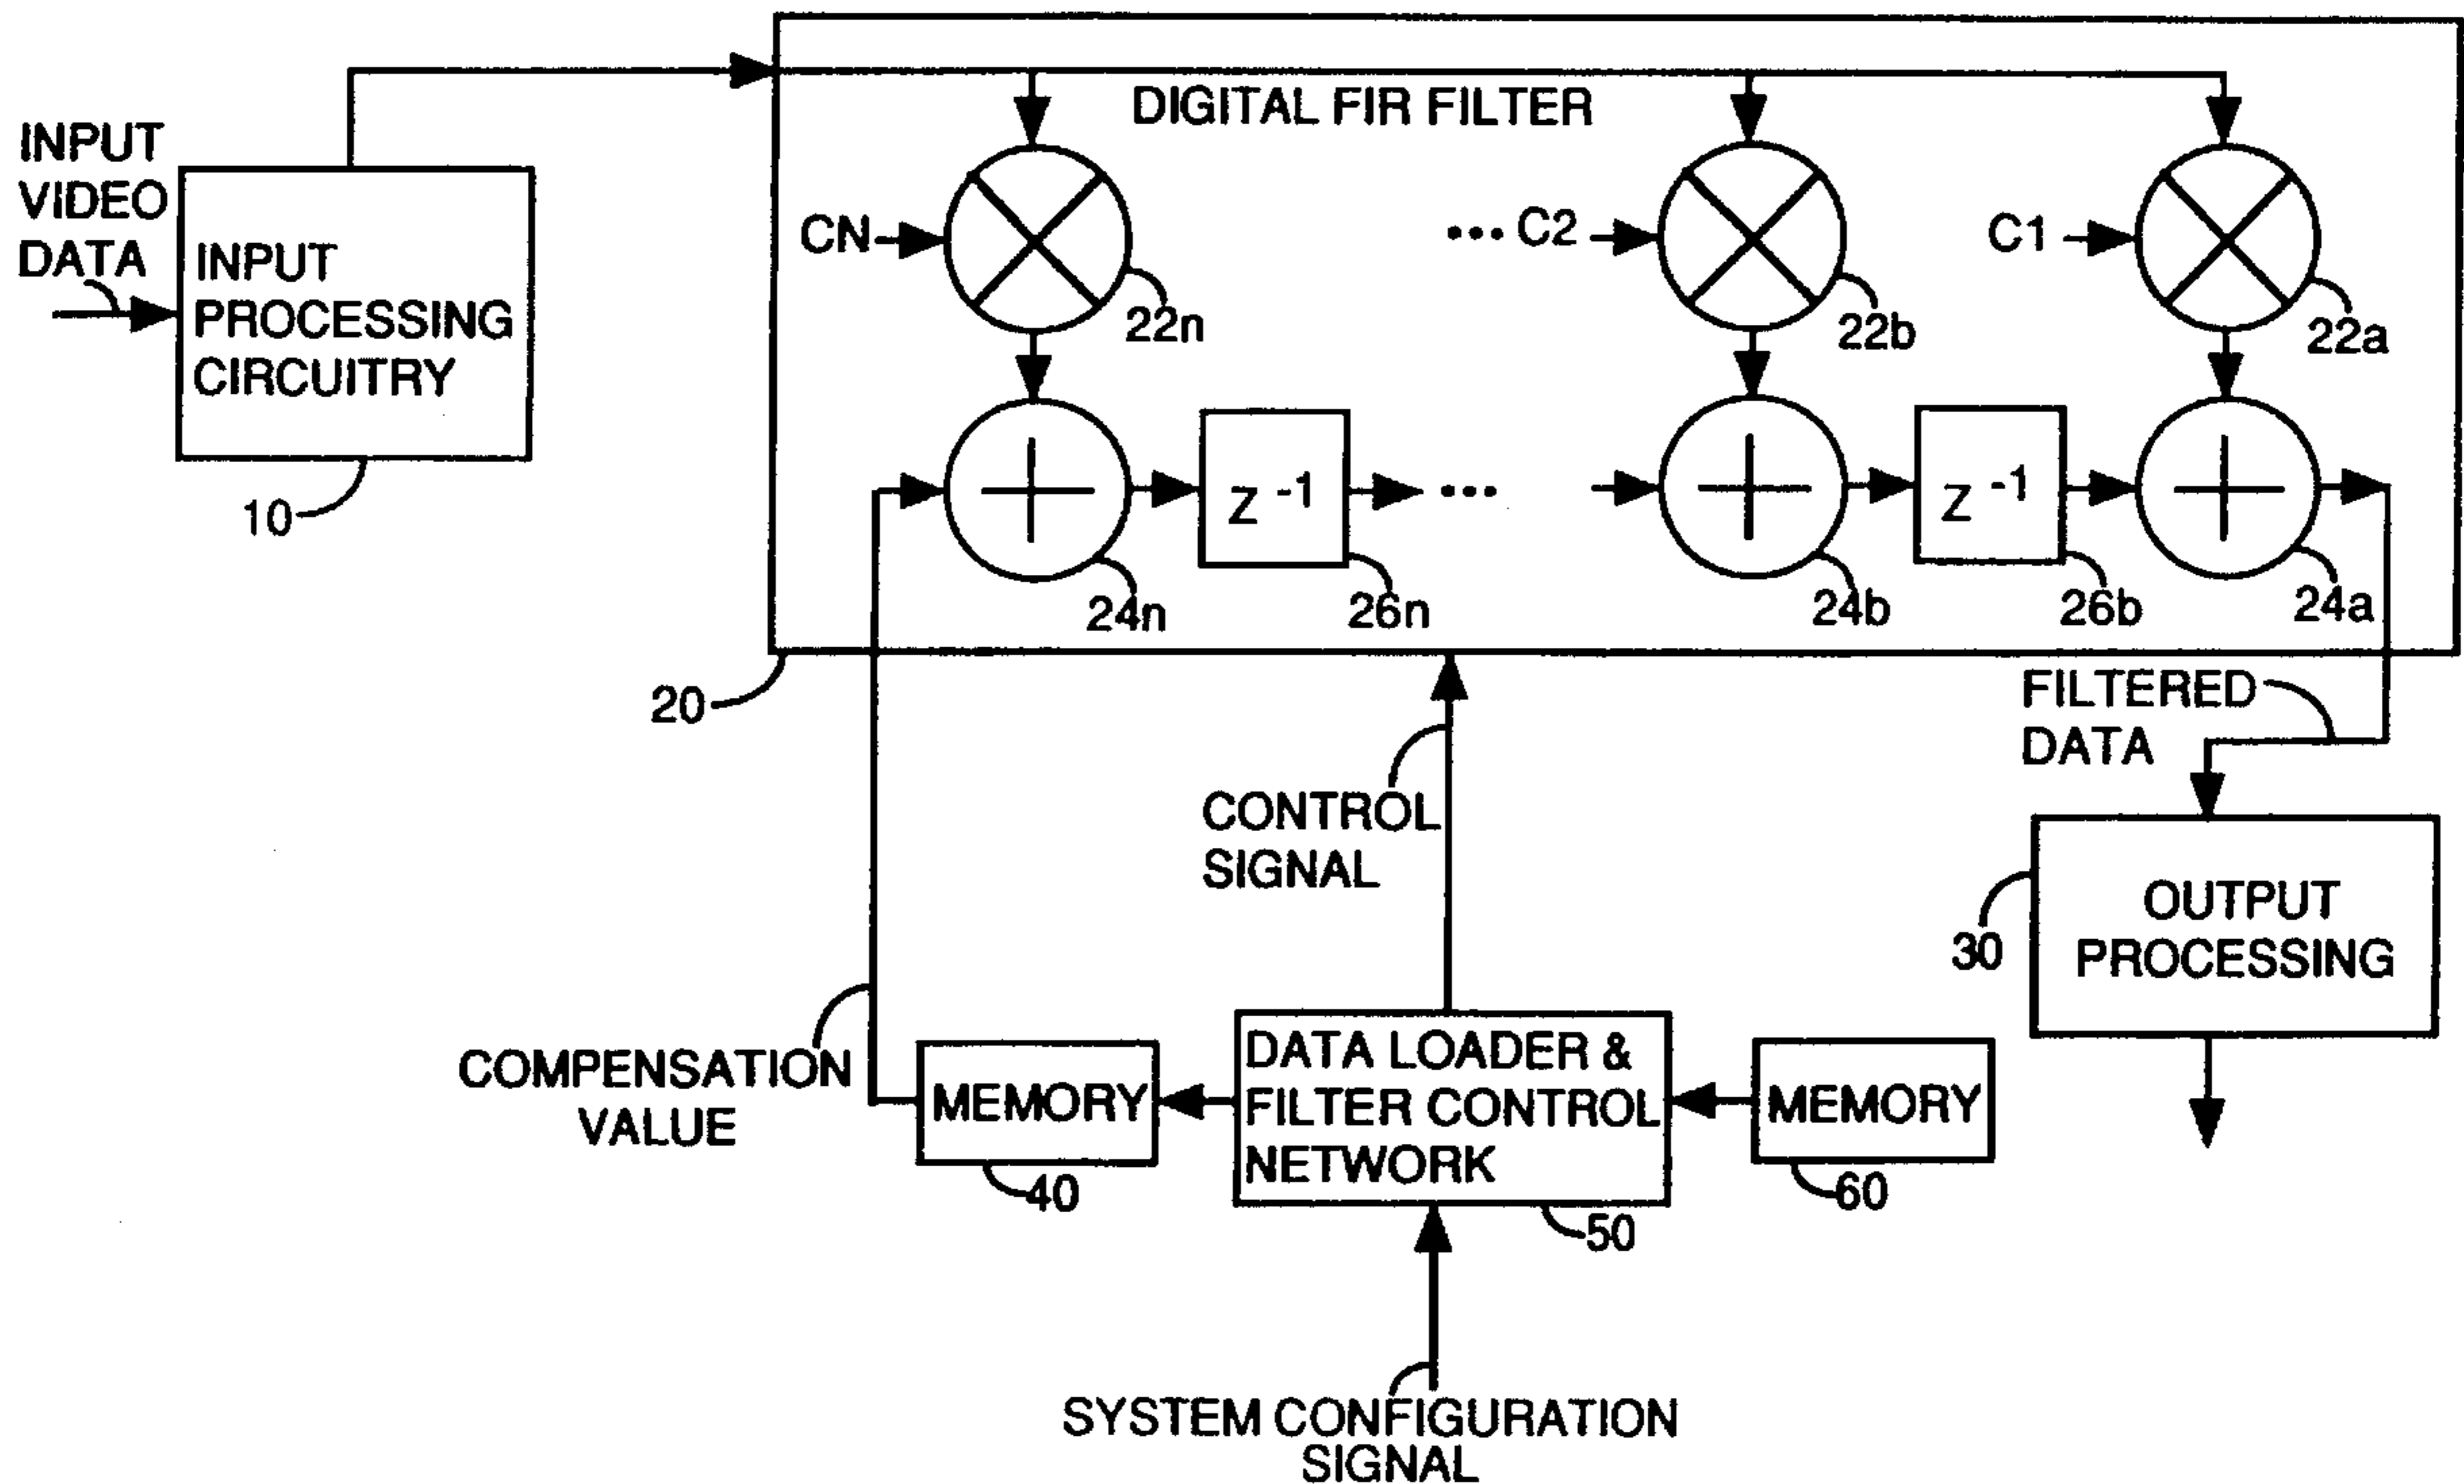 DIGITAL FIR FILTER
INPUT
VIDEO
DATA
INPUT
PROCESSING
CIRCUITRY
10
CN
22n
••• C2
22b
C1
22a
24n
Z -1
26n
•••
24b
Z -1
26b
24a
20
FILTERED
DATA
CONTROL
SIGNAL
OUTPUT
PROCESSING
30
COMPENSATION
VALUE
MEMORY
40
DATA LOADER &
FILTER CONTROL
NETWORK
50
MEMORY
60
SYSTEM CONFIGURATION
SIGNAL